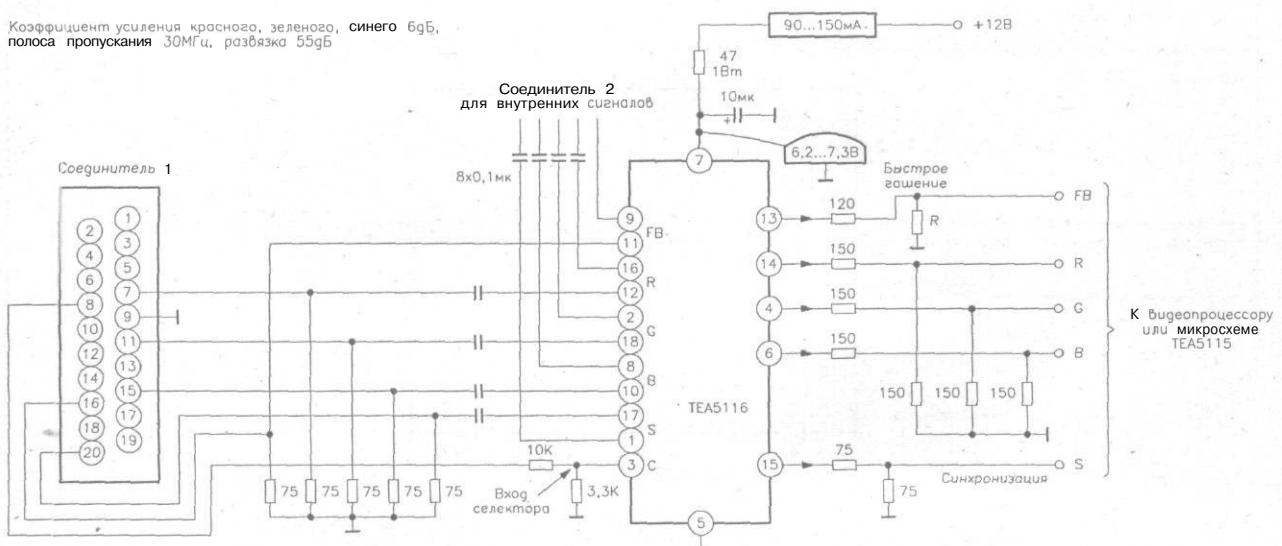 Коэффициент усиления красного, зеленого, синего 6дБ,
полоса пропускания 30МГц, развязка 55дБ
90...150мА
+12В
47
1Вт
10мк
+
6,2...7,3В
Соединитель 2
для внутренних сигналов
8х0,1мк
Соединитель 1
1
2
3
4
5
6
7
8
9
10
11
12
13
14
15
16
17
18
19
20
7
9
FB
11
16
R
12
2
G
18
8
B
10
17
S
1
3
C
5
13
14
4
6
15
TEA5116
Быстрое
гашение
120
R
FB
150
R
150
G
150
B
150
150
150
75
75
S
Синхронизация
К видеопроцессору
или микросхеме
TEA5115
10К
3,3К
Вход
селектора
75
75
75
75
75